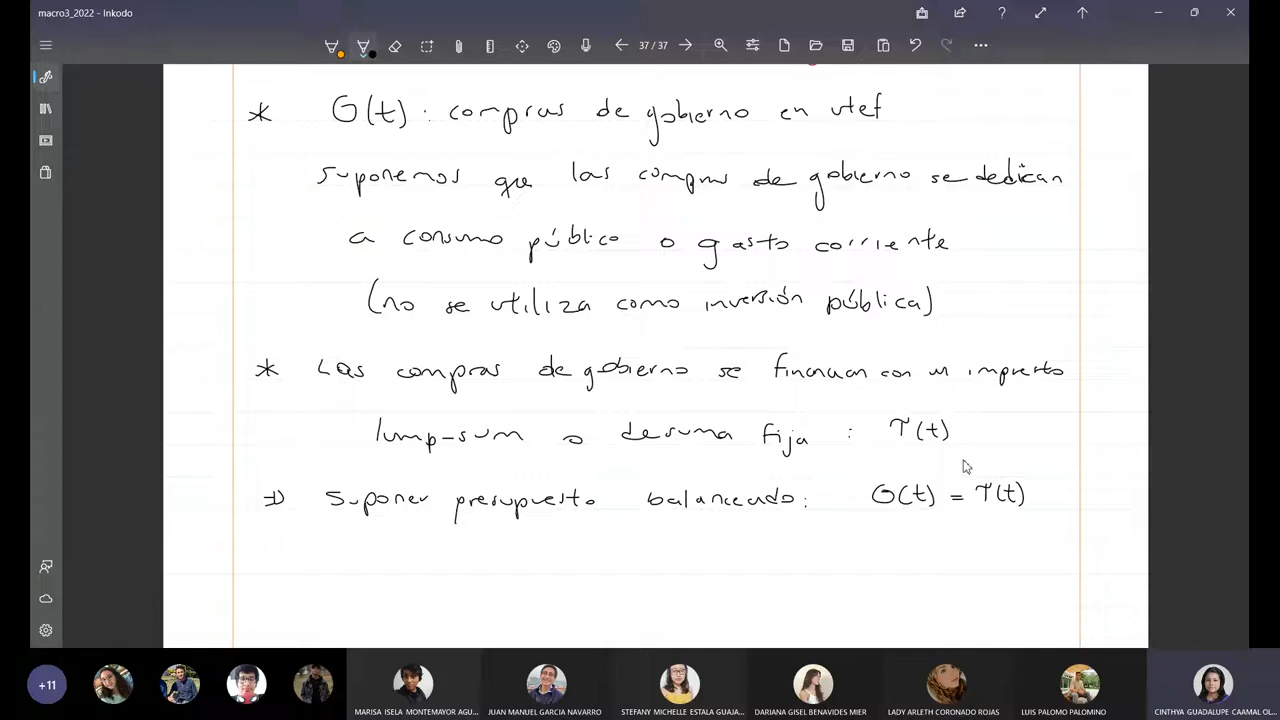 macro3_2022 - Inkodo
37 / 37
* G(t): compras de gobierno en utef
suponemos que las compras de gobierno se dedican
a consumo público o gasto corriente
(no se utiliza como inversión pública)
* Las compras de gobierno se financian con un impuesto
lump-sum o de suma fija : T(t)
⇒ Suponer presupuesto balanceado: G(t) = T(t)
+11
MARISA ISELA MONTEMAYOR AGU...
JUAN MANUEL GARCIA NAVARRO
STEFANY MICHELLE ESTALA GUAJA...
DARIANA GISEL BENAVIDES MIER
LADY ARLETH CORONADO ROJAS
LUIS PALOMO PALOMINO
CINTHYA GUADALUPE CAAMAL OL...